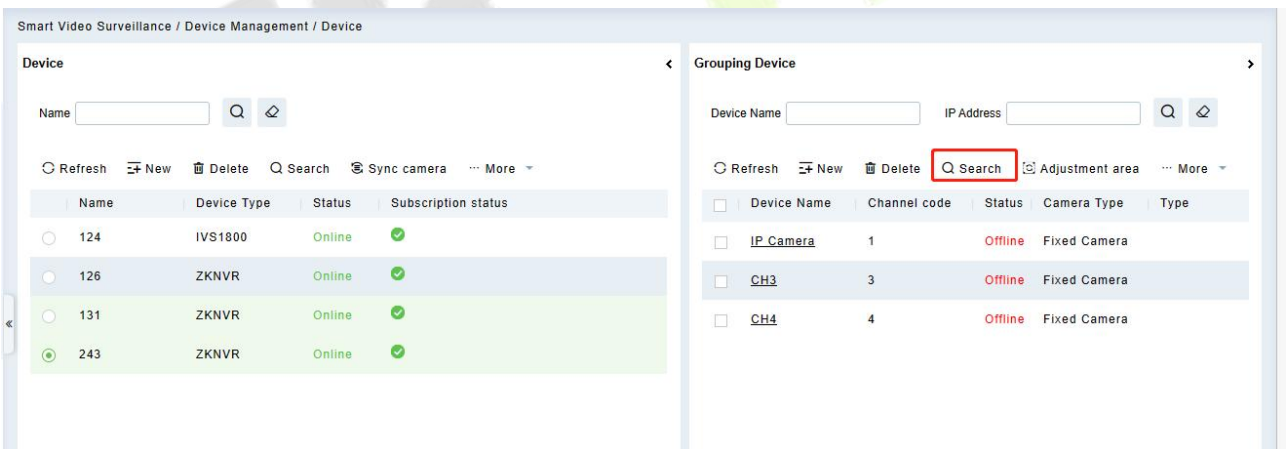 Smart Video Surveillance / Device Management / Device
Device
Name
Refresh New Delete Search Sync camera ··· More
Name Device Type Status Subscription status
124 IVS1800 Online
126 ZKNVR Online
131 ZKNVR Online
243 ZKNVR Online
Grouping Device
Device Name IP Address
Refresh New Delete Search Adjustment area ··· More
Device Name Channel code Status Camera Type Type
IP Camera 1 Offline Fixed Camera
CH3 3 Offline Fixed Camera
CH4 4 Offline Fixed Camera